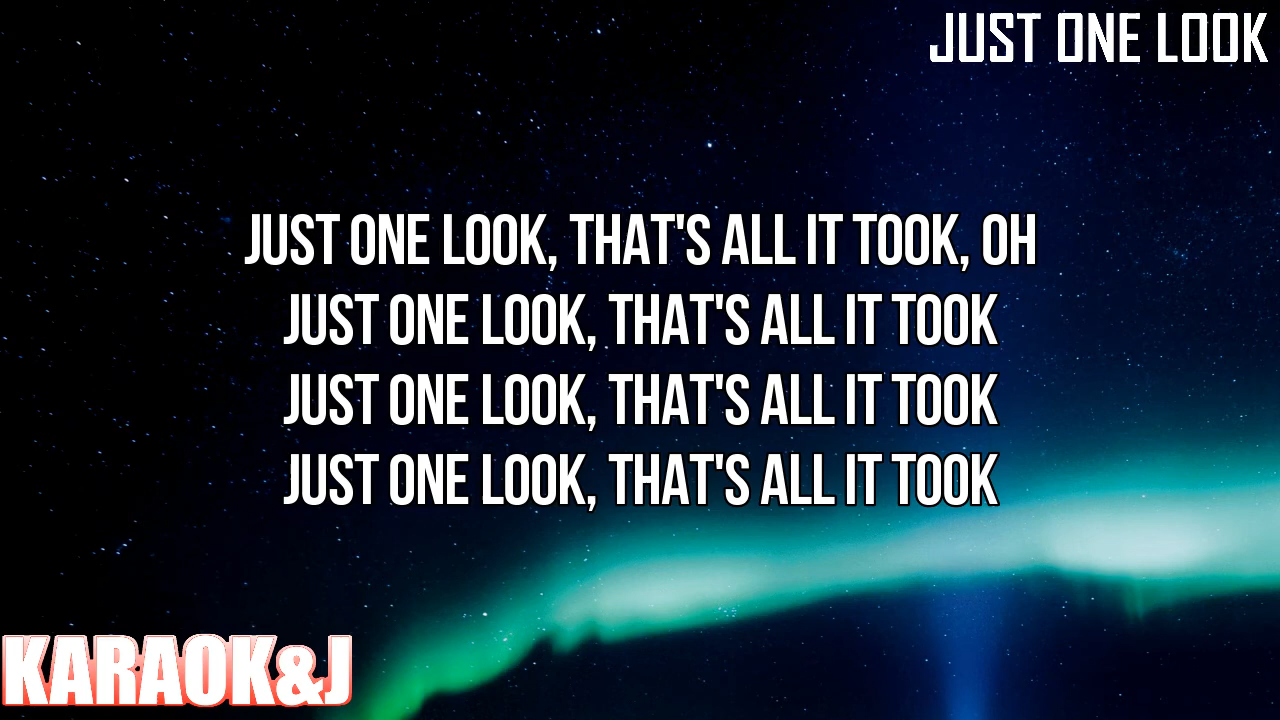 JUST ONE LOOK
JUST ONE LOOK, THAT'S ALL IT TOOK, OH
JUST ONE LOOK, THAT'S ALL IT TOOK
JUST ONE LOOK, THAT'S ALL IT TOOK
JUST ONE LOOK, THAT'S ALL IT TOOK
KARAOK&J